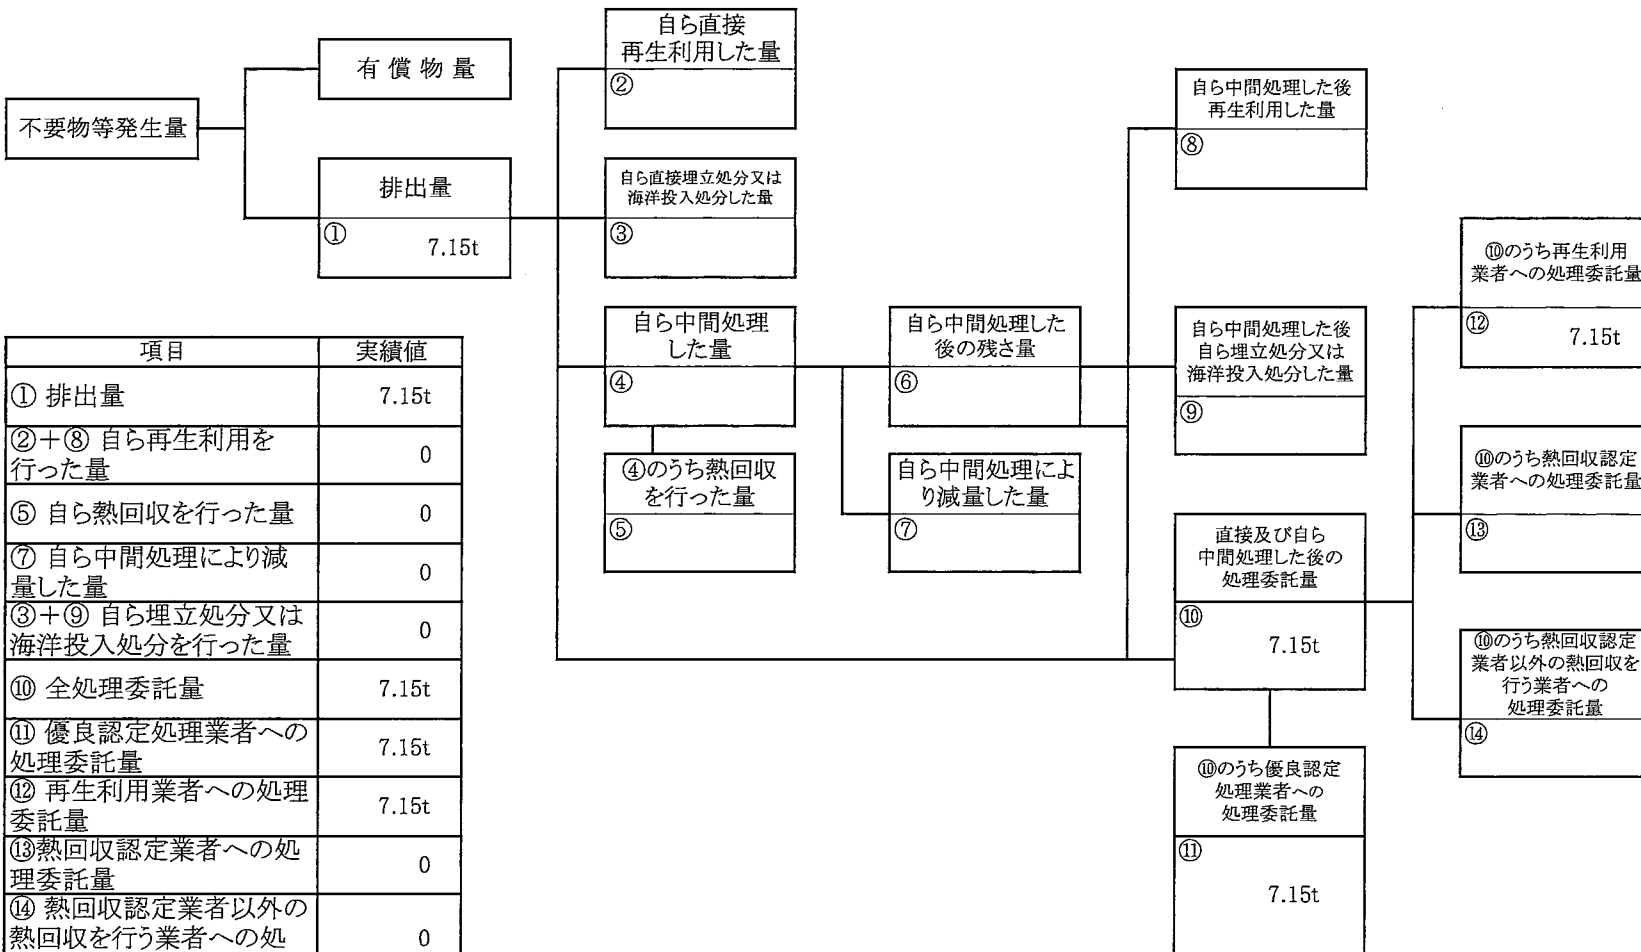 不要物等発生量
有償物量
排出量
①
7.15t
自ら直接
再生利用した量
②
自ら直接埋立処分又は
海洋投入処分した量
③
自ら中間処理
した量
④
④のうち熱回収
を行った量
⑤
自ら中間処理した
後の残さ量
⑥
自ら中間処理によ
り減量した量
⑦
自ら中間処理した後
再生利用した量
⑧
自ら中間処理した後
自ら埋立処分又は
海洋投入処分した量
⑨
直接及び自ら
中間処理した後の
処理委託量
⑩
7.15t
⑩のうち優良認定
処理業者への
処理委託量
⑪
7.15t
⑩のうち再生利用
業者への処理委託量
⑫
7.15t
⑩のうち熱回収認定
業者への処理委託量
⑬
⑩のうち熱回収認定
業者以外の熱回収を
行う業者への
処理委託量
⑭
項目 実績値
① 排出量 7.15t
②+⑧ 自ら再生利用を
行った量 0
⑤ 自ら熱回収を行った量 0
⑦ 自ら中間処理により減
量した量 0
③+⑨ 自ら埋立処分又は
海洋投入処分を行った量 0
⑩ 全処理委託量 7.15t
⑪ 優良認定処理業者への
処理委託量 7.15t
⑫ 再生利用業者への処理
委託量 7.15t
⑬熱回収認定業者への処
理委託量 0
⑭ 熱回収認定業者以外の
熱回収を行う業者への処 0